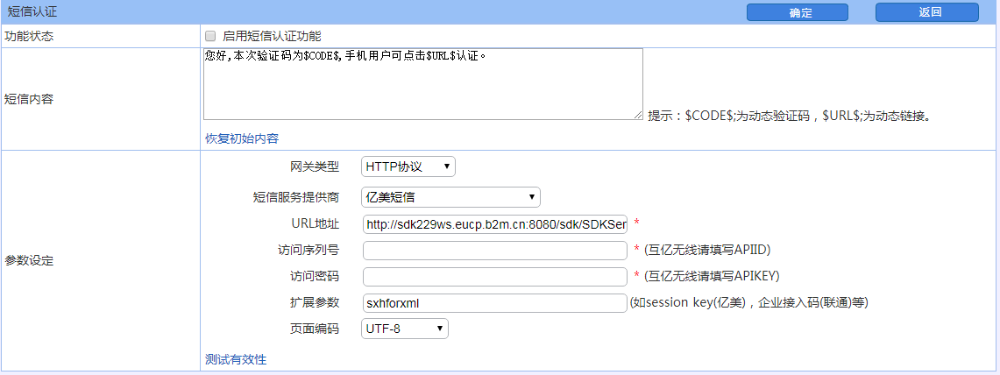 短信认证 确定 返回
功能状态 启用短信认证功能
短信内容 您好,本次验证码为$CODE$,手机用户可点击$URL$认证。
提示：$CODE$;为动态验证码，$URL$;为动态链接。
恢复初始内容
参数设定
网关类型 HTTP协议
短信服务提供商 亿美短信
URL地址 http://sdk229ws.eucp.b2m.cn:8080/sdk/SDKSer *
访问序列号 * (互亿无线请填写APIID)
访问密码 * (互亿无线请填写APIKEY)
扩展参数 sxhforxml (如session key(亿美)，企业接入码(联通)等)
页面编码 UTF-8
测试有效性